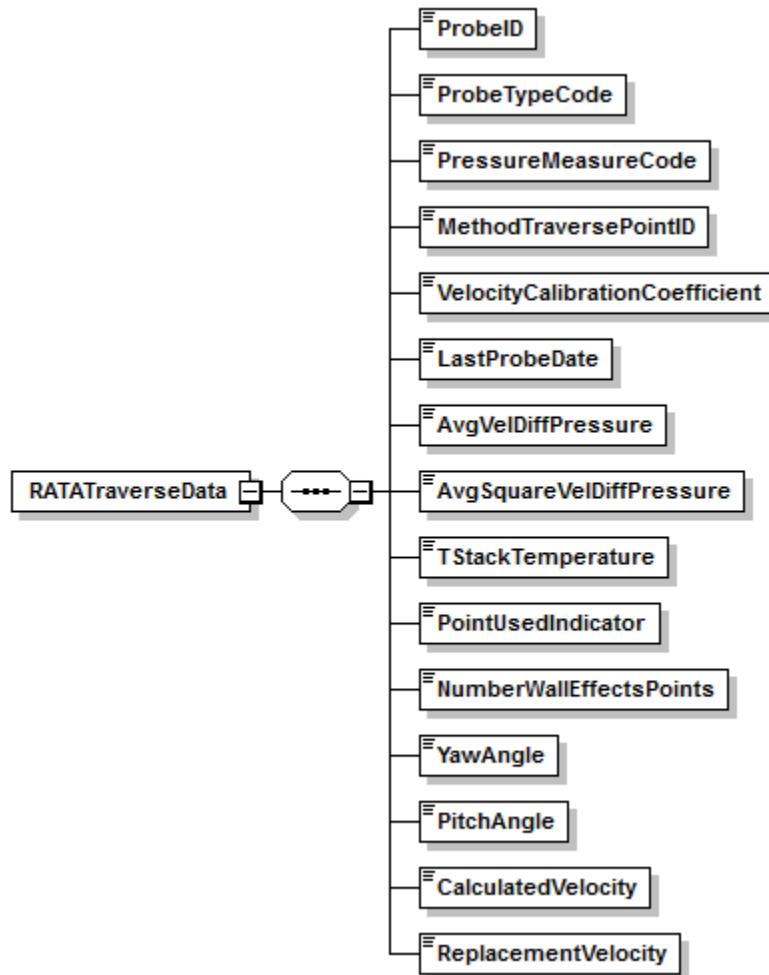 ProbeID
ProbeTypeCode
PressureMeasureCode
MethodTraversePointID
VelocityCalibrationCoefficient
LastProbeDate
AvgVelDiffPressure
RATATraverseData
AvgSquareVelDiffPressure
TStackTemperature
PointUsedIndicator
NumberWallEffectsPoints
YawAngle
PitchAngle
CalculatedVelocity
ReplacementVelocity